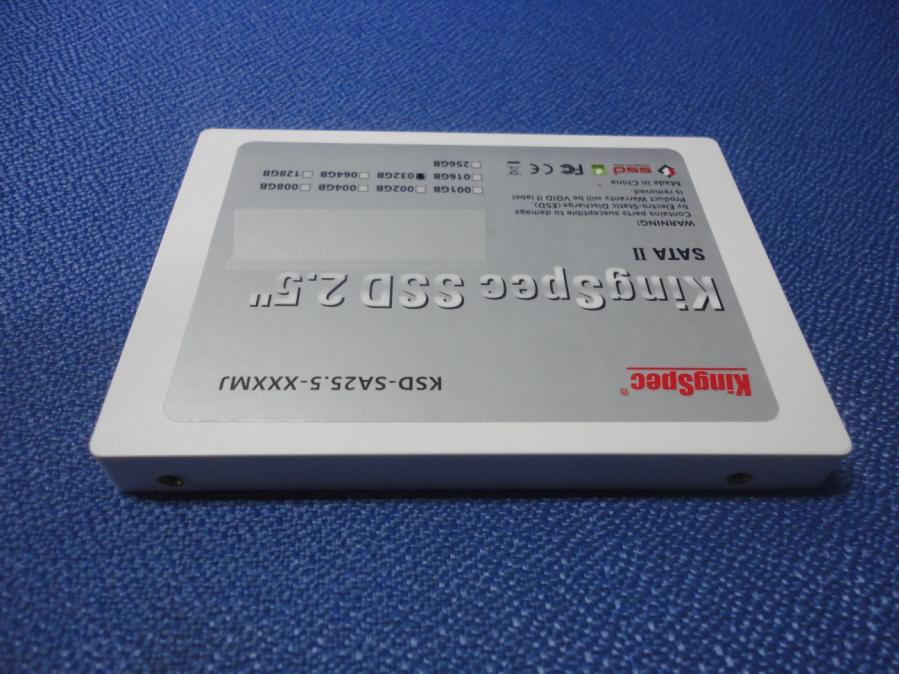 KingSpec®
KSD-SA25.5-XXXMJ
KingSpec SSD 2.5"
SATA II
WARNING!
Contains parts susceptible to damage
by Electro-Static Discharge(ESD).
Product Warranty will be VOID if label
is removed.
Made in China
ssd
FC CE
001GB 002GB 004GB 008GB
016GB 032GB 064GB 128GB
256GB